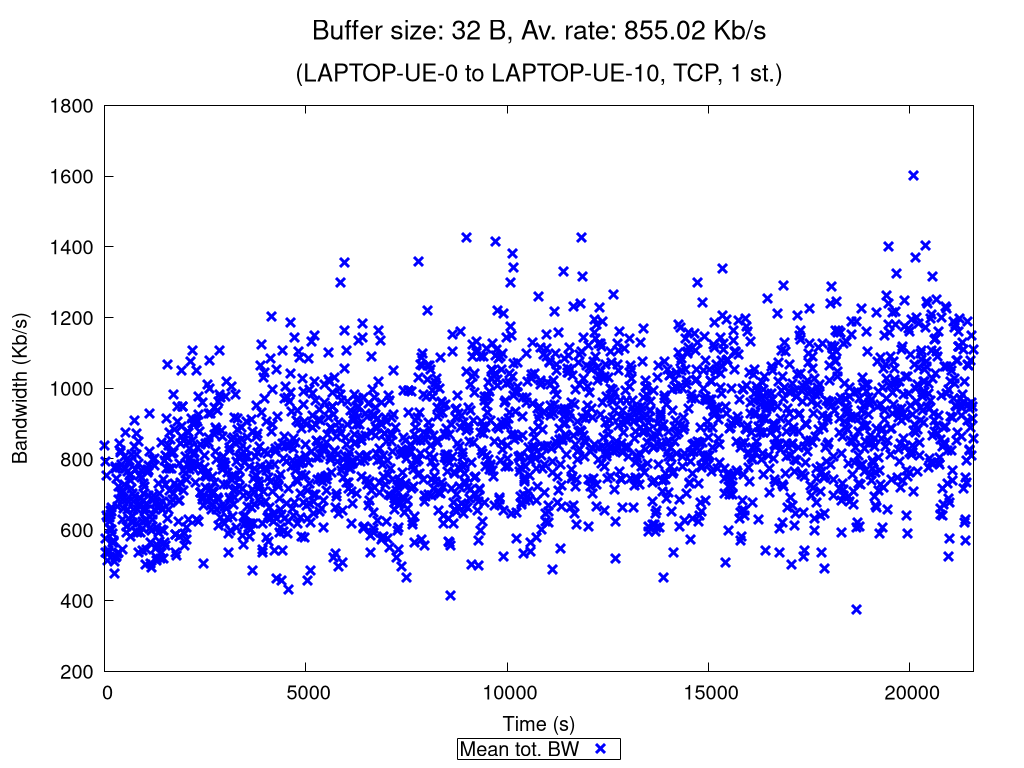 Buffer size: 32 B, Av. rate: 855.02 Kb/s
(LAPTOP-UE-0 to LAPTOP-UE-10, TCP, 1 st.)
1800
1600
1400
1200
1000
800
600
400
200
Bandwidth (Kb/s)
0 5000 10000 15000 20000
Time (s)
Mean tot. BW